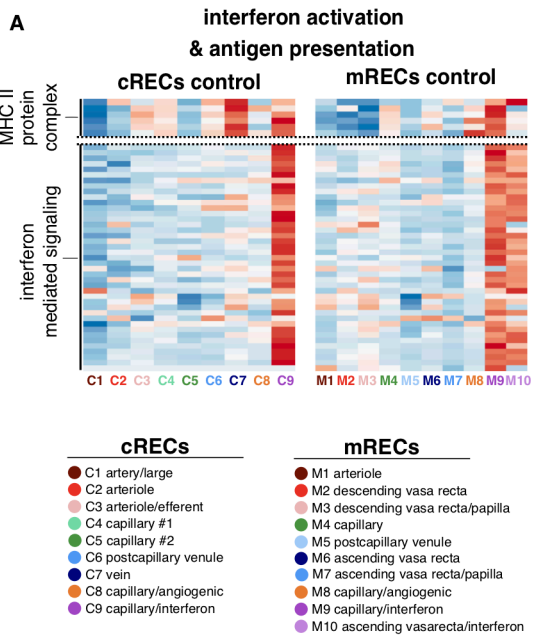 A
interferon activation
& antigen presentation
cRECs control
mRECs control
MHC II
protein
complex
interferon
mediated signaling
C1 C2 C3 C4 C5 C6 C7 C8 C9
M1 M2 M3 M4 M5 M6 M7 M8 M9 M10
cRECs
C1 artery/large
C2 arteriole
C3 arteriole/efferent
C4 capillary #1
C5 capillary #2
C6 postcapillary venule
C7 vein
C8 capillary/angiogenic
C9 capillary/interferon
mRECs
M1 arteriole
M2 descending vasa recta
M3 descending vasa recta/papilla
M4 capillary
M5 postcapillary venule
M6 ascending vasa recta
M7 ascending vasa recta/papilla
M8 capillary/angiogenic
M9 capillary/interferon
M10 ascending vasarecta/interferon